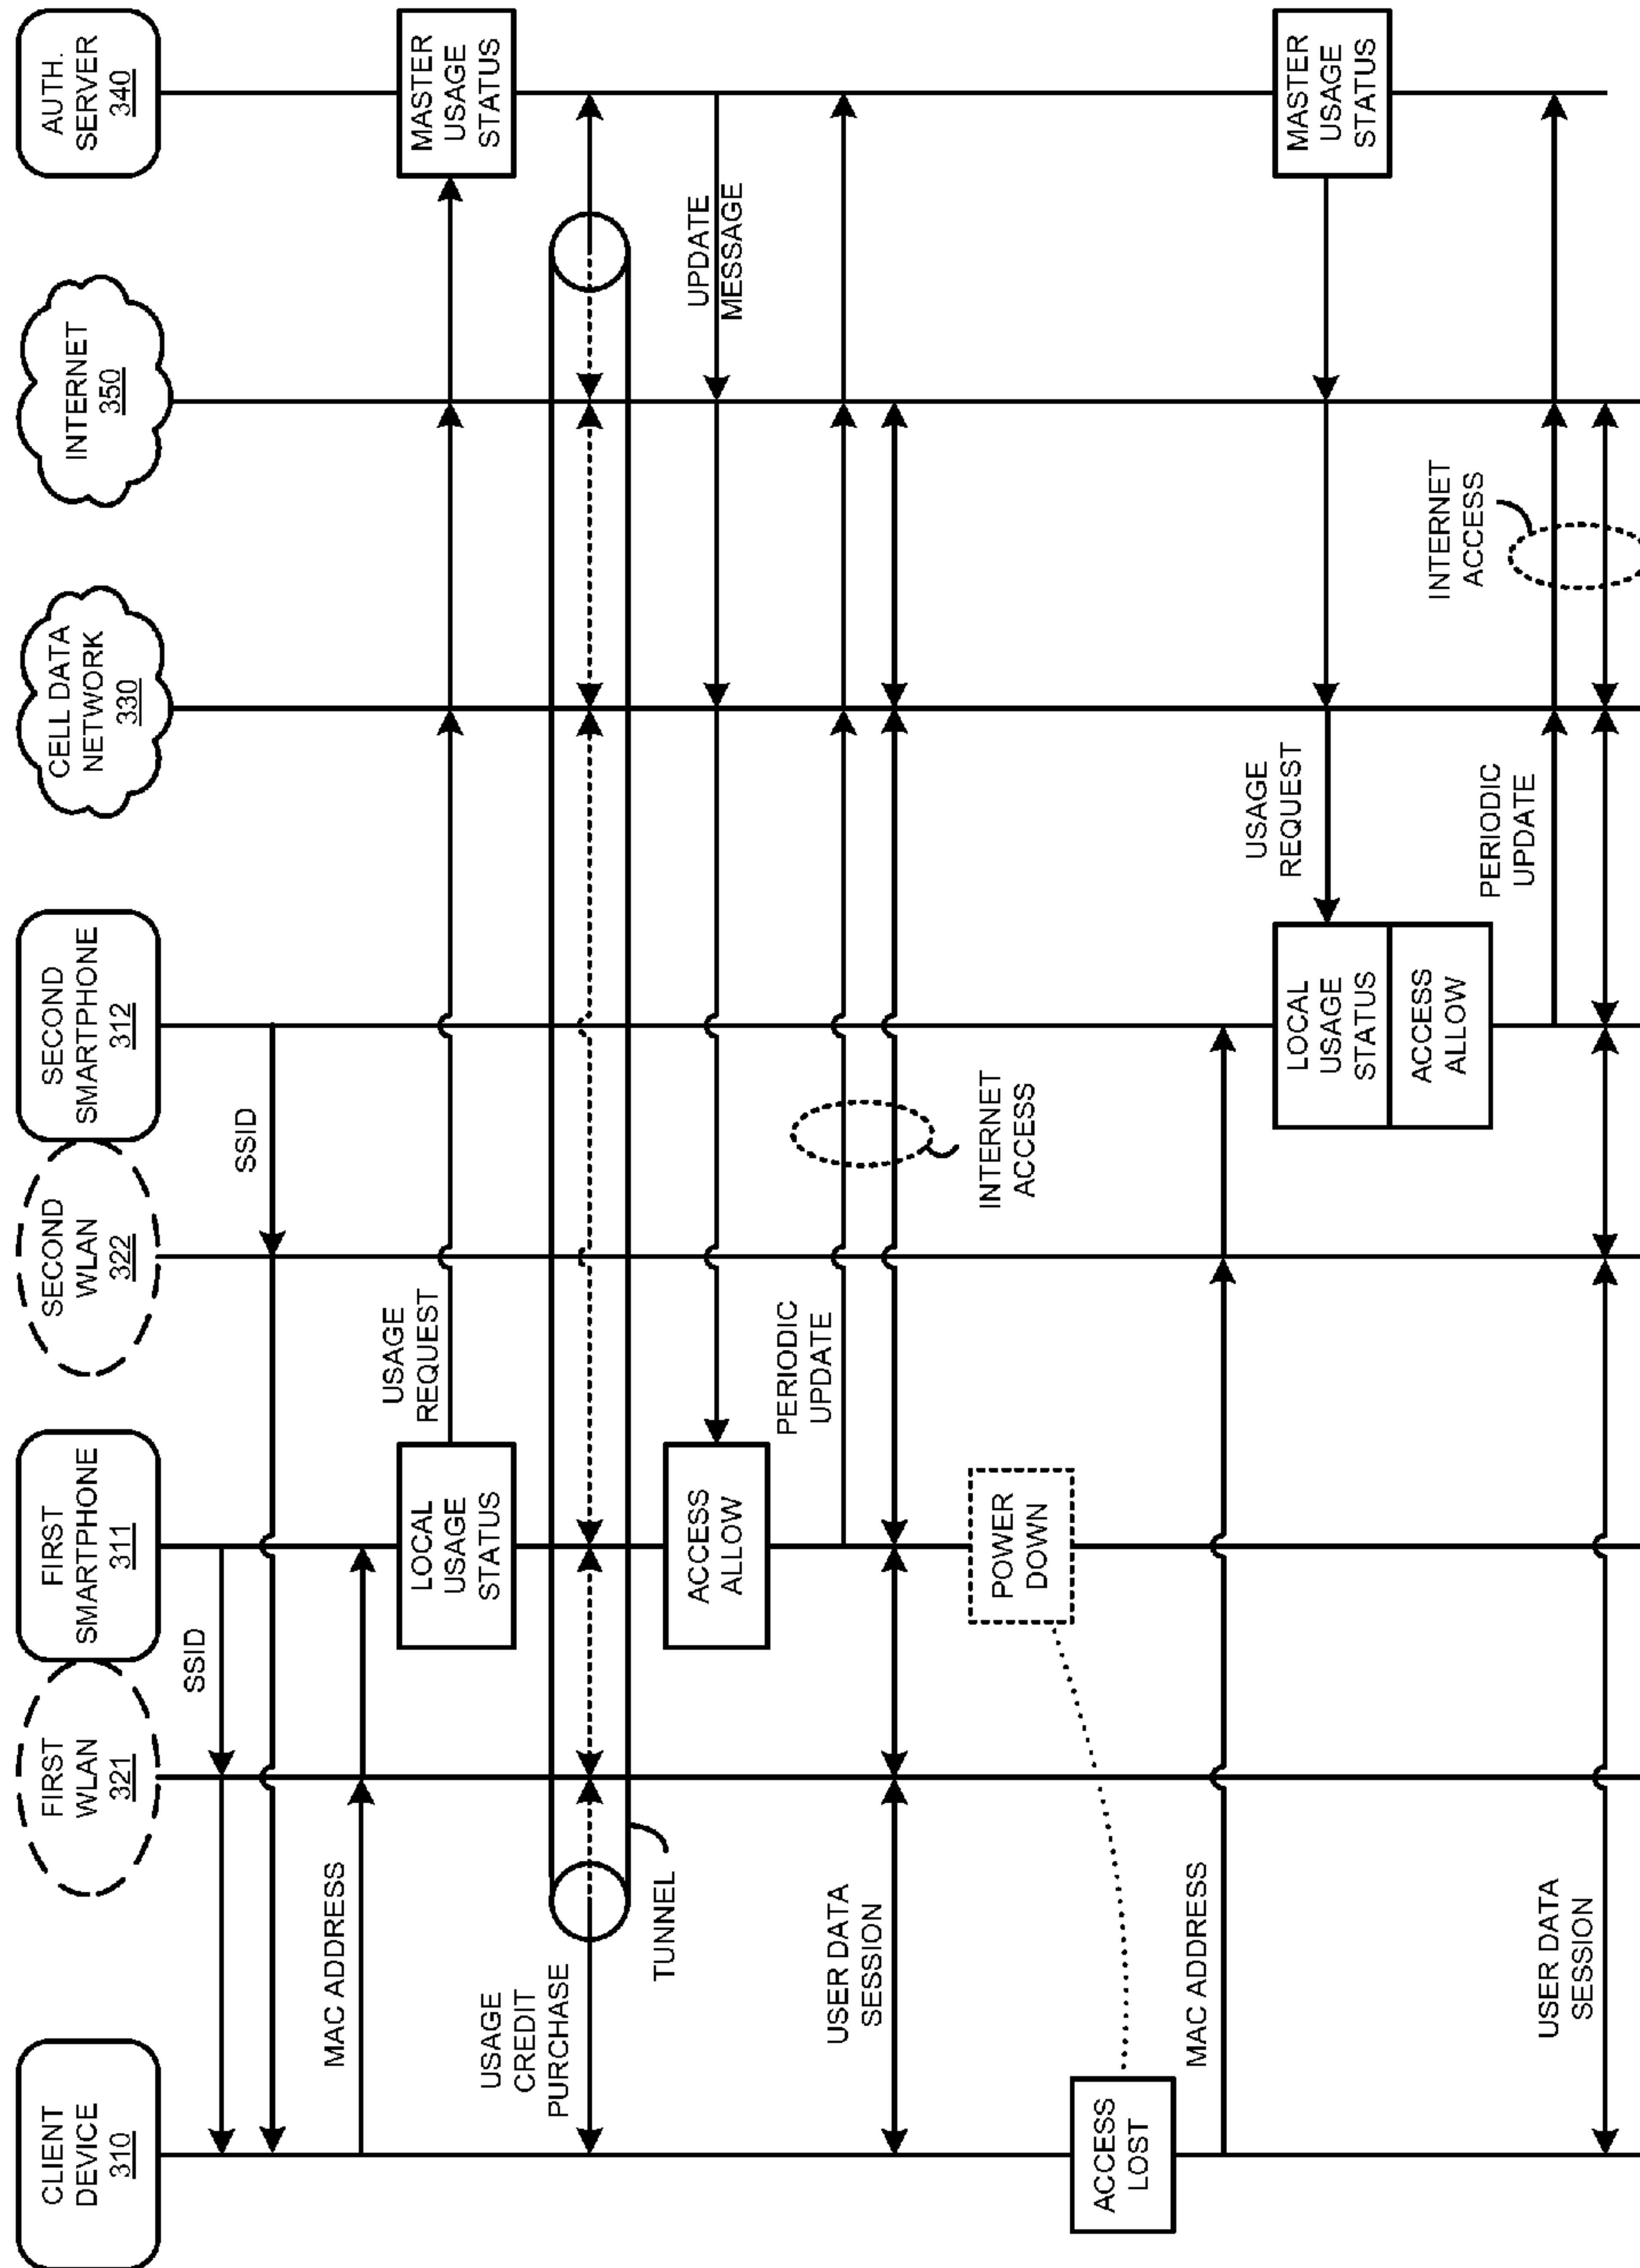 CLIENT
DEVICE
310
FIRST
WLAN
321
FIRST
SMARTPHONE
311
SECOND
WLAN
322
SECOND
SMARTPHONE
312
CELL DATA
NETWORK
330
INTERNET
350
AUTH.
SERVER
340
SSID
SSID
MAC ADDRESS
LOCAL
USAGE
STATUS
USAGE
REQUEST
MASTER
USAGE
STATUS
USAGE
CREDIT
PURCHASE
TUNNEL
UPDATE
MESSAGE
ACCESS
ALLOW
PERIODIC
UPDATE
USER DATA
SESSION
INTERNET
ACCESS
POWER
DOWN
ACCESS
LOST
MAC ADDRESS
USAGE
REQUEST
MASTER
USAGE
STATUS
LOCAL
USAGE
STATUS
ACCESS
ALLOW
PERIODIC
UPDATE
INTERNET
ACCESS
USER DATA
SESSION